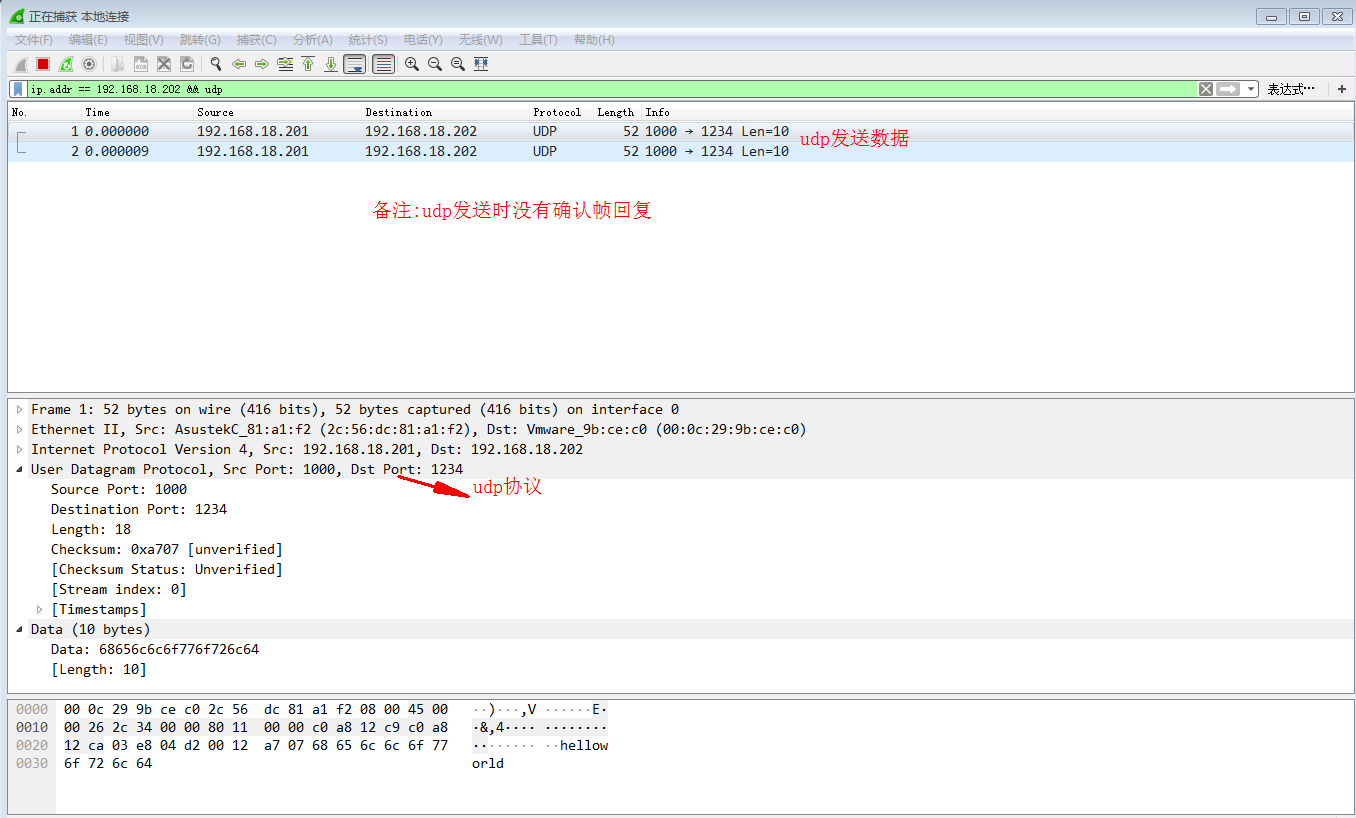 正在捕获 本地连接
文件(F) 编辑(E) 视图(V) 跳转(G) 捕获(C) 分析(A) 统计(S) 电话(Y) 无线(W) 工具(T) 帮助(H)
ip.addr == 192.168.18.202 && udp 表达式… +
No. Time Source Destination Protocol Length Info
1 0.000000 192.168.18.201 192.168.18.202 UDP 52 1000 → 1234 Len=10
udp发送数据
2 0.000009 192.168.18.201 192.168.18.202 UDP 52 1000 → 1234 Len=10
备注:udp发送时没有确认帧回复
Frame 1: 52 bytes on wire (416 bits), 52 bytes captured (416 bits) on interface 0
Ethernet II, Src: AsustekC_81:a1:f2 (2c:56:dc:81:a1:f2), Dst: Vmware_9b:ce:c0 (00:0c:29:9b:ce:c0)
Internet Protocol Version 4, Src: 192.168.18.201, Dst: 192.168.18.202
User Datagram Protocol, Src Port: 1000, Dst Port: 1234
udp协议
Source Port: 1000
Destination Port: 1234
Length: 18
Checksum: 0xa707 [unverified]
[Checksum Status: Unverified]
[Stream index: 0]
[Timestamps]
Data (10 bytes)
Data: 68656c6c6f776f726c64
[Length: 10]
0000 00 0c 29 9b ce c0 2c 56 dc 81 a1 f2 08 00 45 00 ··)···,V ······E·
0010 00 26 2c 34 00 00 80 11 00 00 c0 a8 12 c9 c0 a8 ·&,4···· ········
0020 12 ca 03 e8 04 d2 00 12 a7 07 68 65 6c 6c 6f 77 ········ ··hellow
0030 6f 72 6c 64 orld